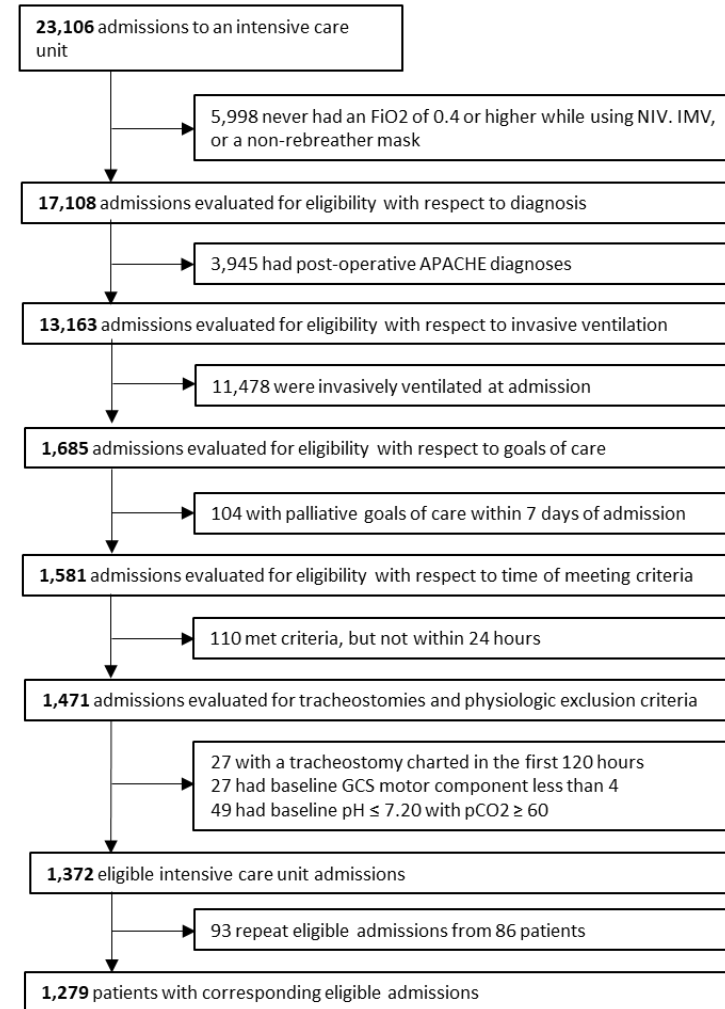 23,106 admissions to an intensive care
unit
5,998 never had an FiO2 of 0.4 or higher while using NIV. IMV,
or a non-rebreather mask
17,108 admissions evaluated for eligibility with respect to diagnosis
3,945 had post-operative APACHE diagnoses
13,163 admissions evaluated for eligibility with respect to invasive ventilation
11,478 were invasively ventilated at admission
1,685 admissions evaluated for eligibility with respect to goals of care
104 with palliative goals of care within 7 days of admission
1,581 admissions evaluated for eligibility with respect to time of meeting criteria
110 met criteria, but not within 24 hours
1,471 admissions evaluated for tracheostomies and physiologic exclusion criteria
27 with a tracheostomy charted in the first 120 hours
27 had baseline GCS motor component less than 4
49 had baseline pH ≤ 7.20 with pCO2 ≥ 60
1,372 eligible intensive care unit admissions
93 repeat eligible admissions from 86 patients
1,279 patients with corresponding eligible admissions